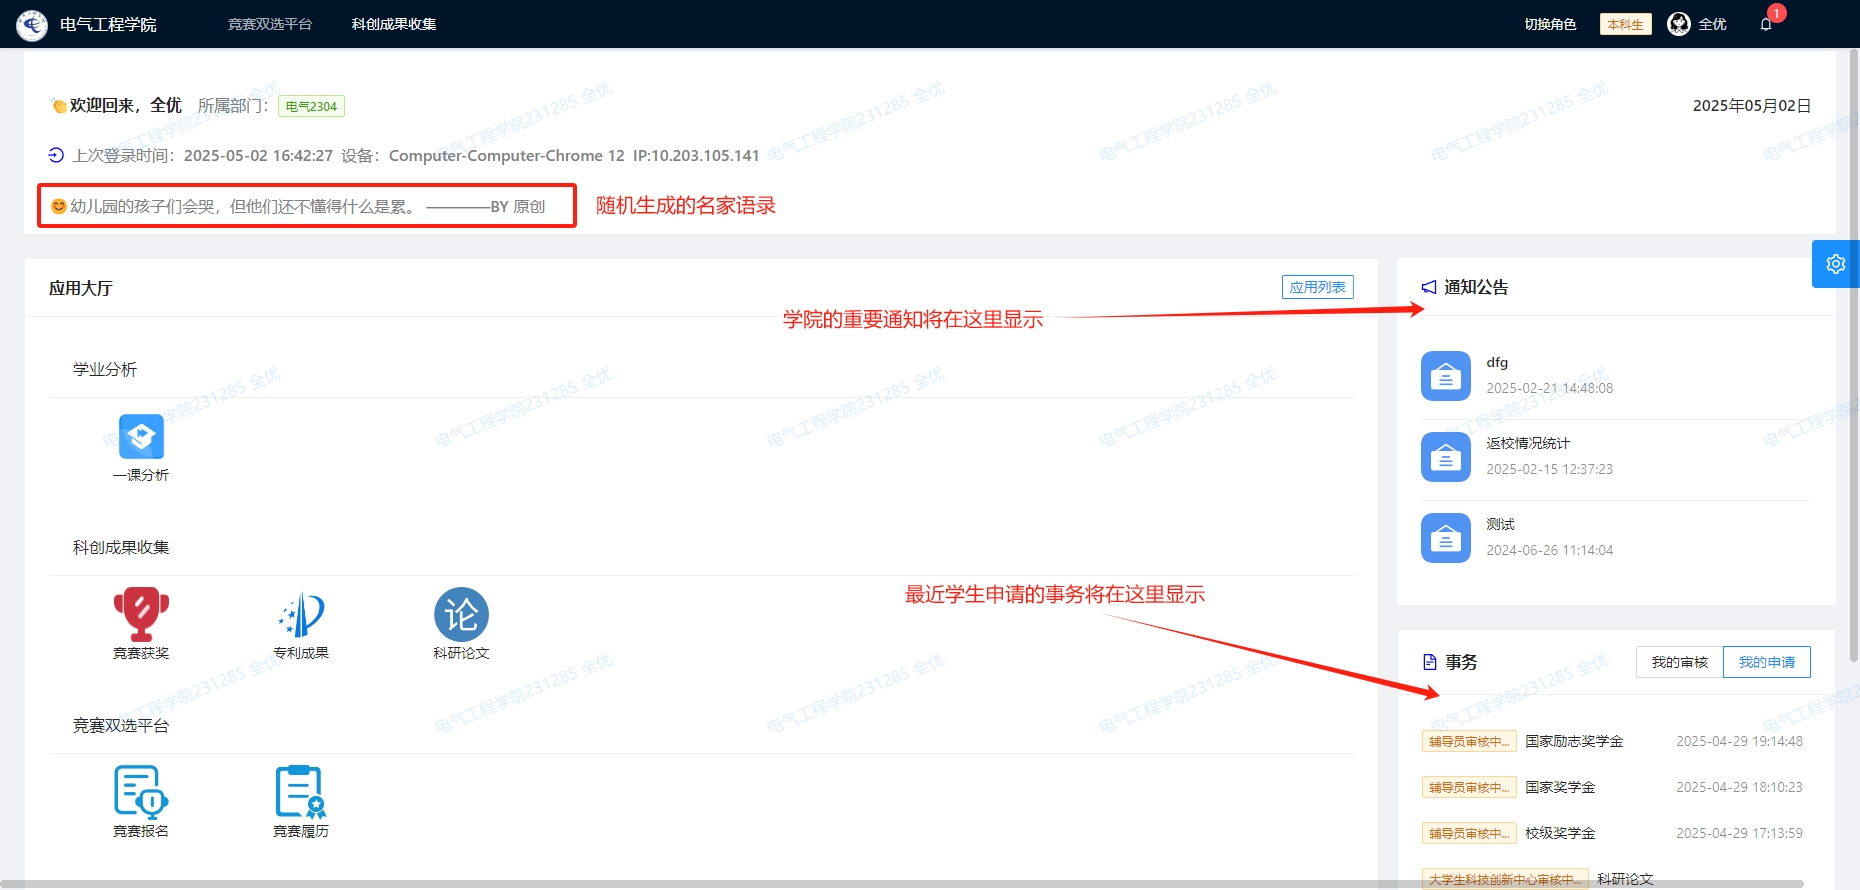 电气工程学院 竞赛双选平台 科创成果收集 切换角色 本科生 全优 1
欢迎回来，全优 所属部门： 电气2304 2025年05月02日
上次登录时间：2025-05-02 16:42:27 设备：Computer-Computer-Chrome 12 IP:10.203.105.141
幼儿园的孩子们会哭，但他们还不懂得什么是累。 ————BY 原创 随机生成的名家语录
应用大厅 应用列表
学院的重要通知将在这里显示
学业分析
一课分析
科创成果收集
竞赛获奖 专利成果 论 科研论文
竞赛双选平台
竞赛报名 竞赛履历
通知公告
dfg
2025-02-21 14:48:08
返校情况统计
2025-02-15 12:37:23
测试
2024-06-26 11:14:04
最近学生申请的事务将在这里显示
事务 我的审核 我的申请
辅导员审核中... 国家励志奖学金 2025-04-29 19:14:48
辅导员审核中... 国家奖学金 2025-04-29 18:10:23
辅导员审核中... 校级奖学金 2025-04-29 17:13:59
大学生科技创新中心审核中... 科研论文
电气工程学院231285 全优